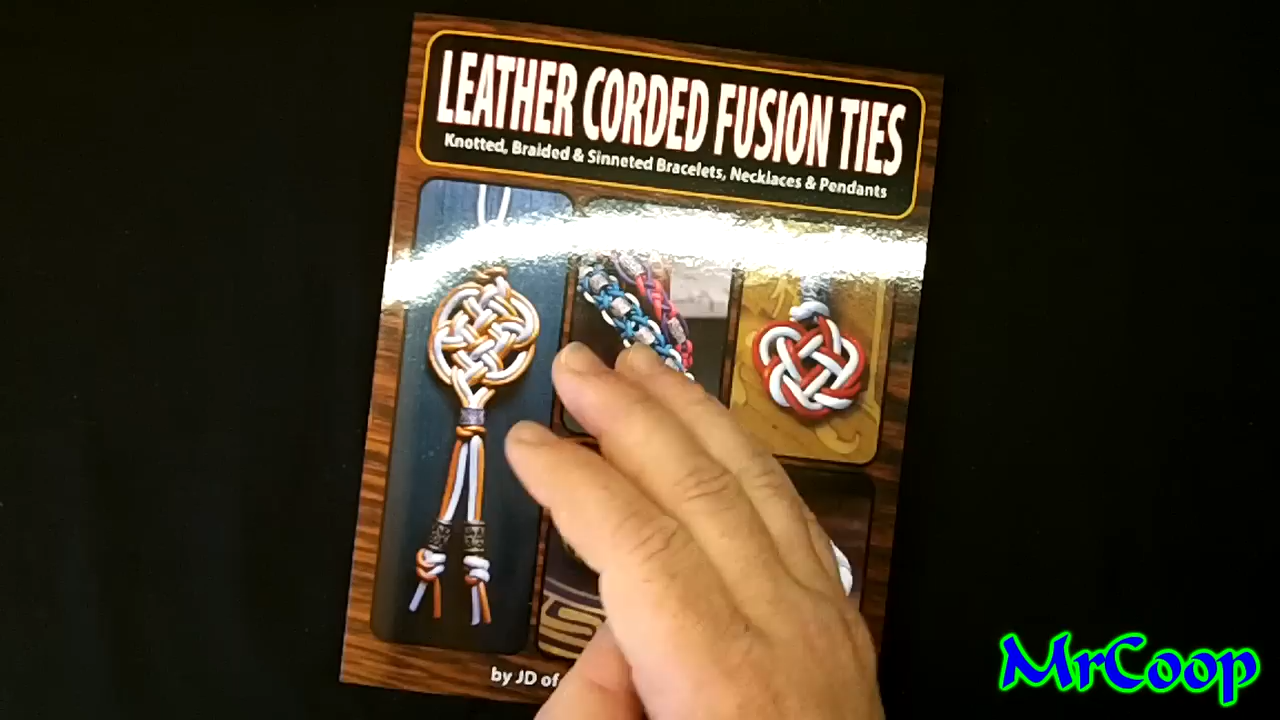 LEATHER CORDED FUSION TIES
Knotted, Braided & Sinneted Bracelets, Necklaces & Pendants
by JD of
MrCoop